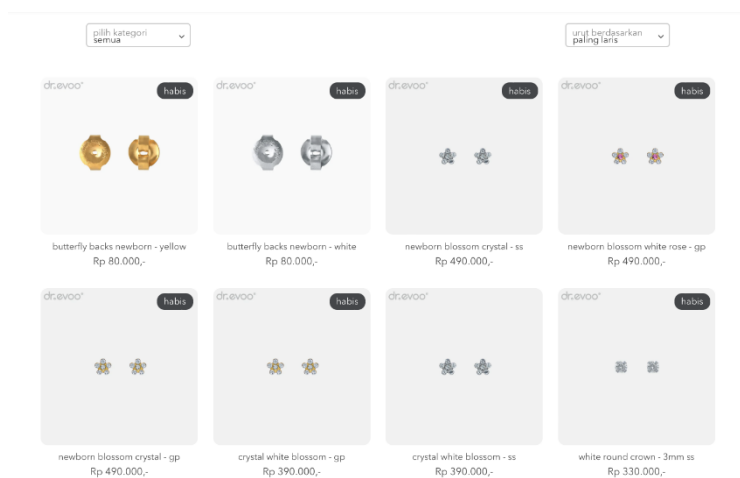 pilih kategori
semua
urut berdasarkan
paling laris
dr.evoo®
habis
dr.evoo®
habis
dr.evoo®
habis
dr.evoo®
habis
butterfly backs newborn - yellow
Rp 80.000,-
butterfly backs newborn - white
Rp 80.000,-
newborn blossom crystal - ss
Rp 490.000,-
newborn blossom white rose - gp
Rp 490.000,-
dr.evoo®
habis
dr.evoo®
habis
dr.evoo®
dr.evoo®
habis
newborn blossom crystal - gp
Rp 490.000,-
crystal white blossom - gp
Rp 390.000,-
crystal white blossom - ss
Rp 390.000,-
white round crown - 3mm ss
Rp 330.000,-